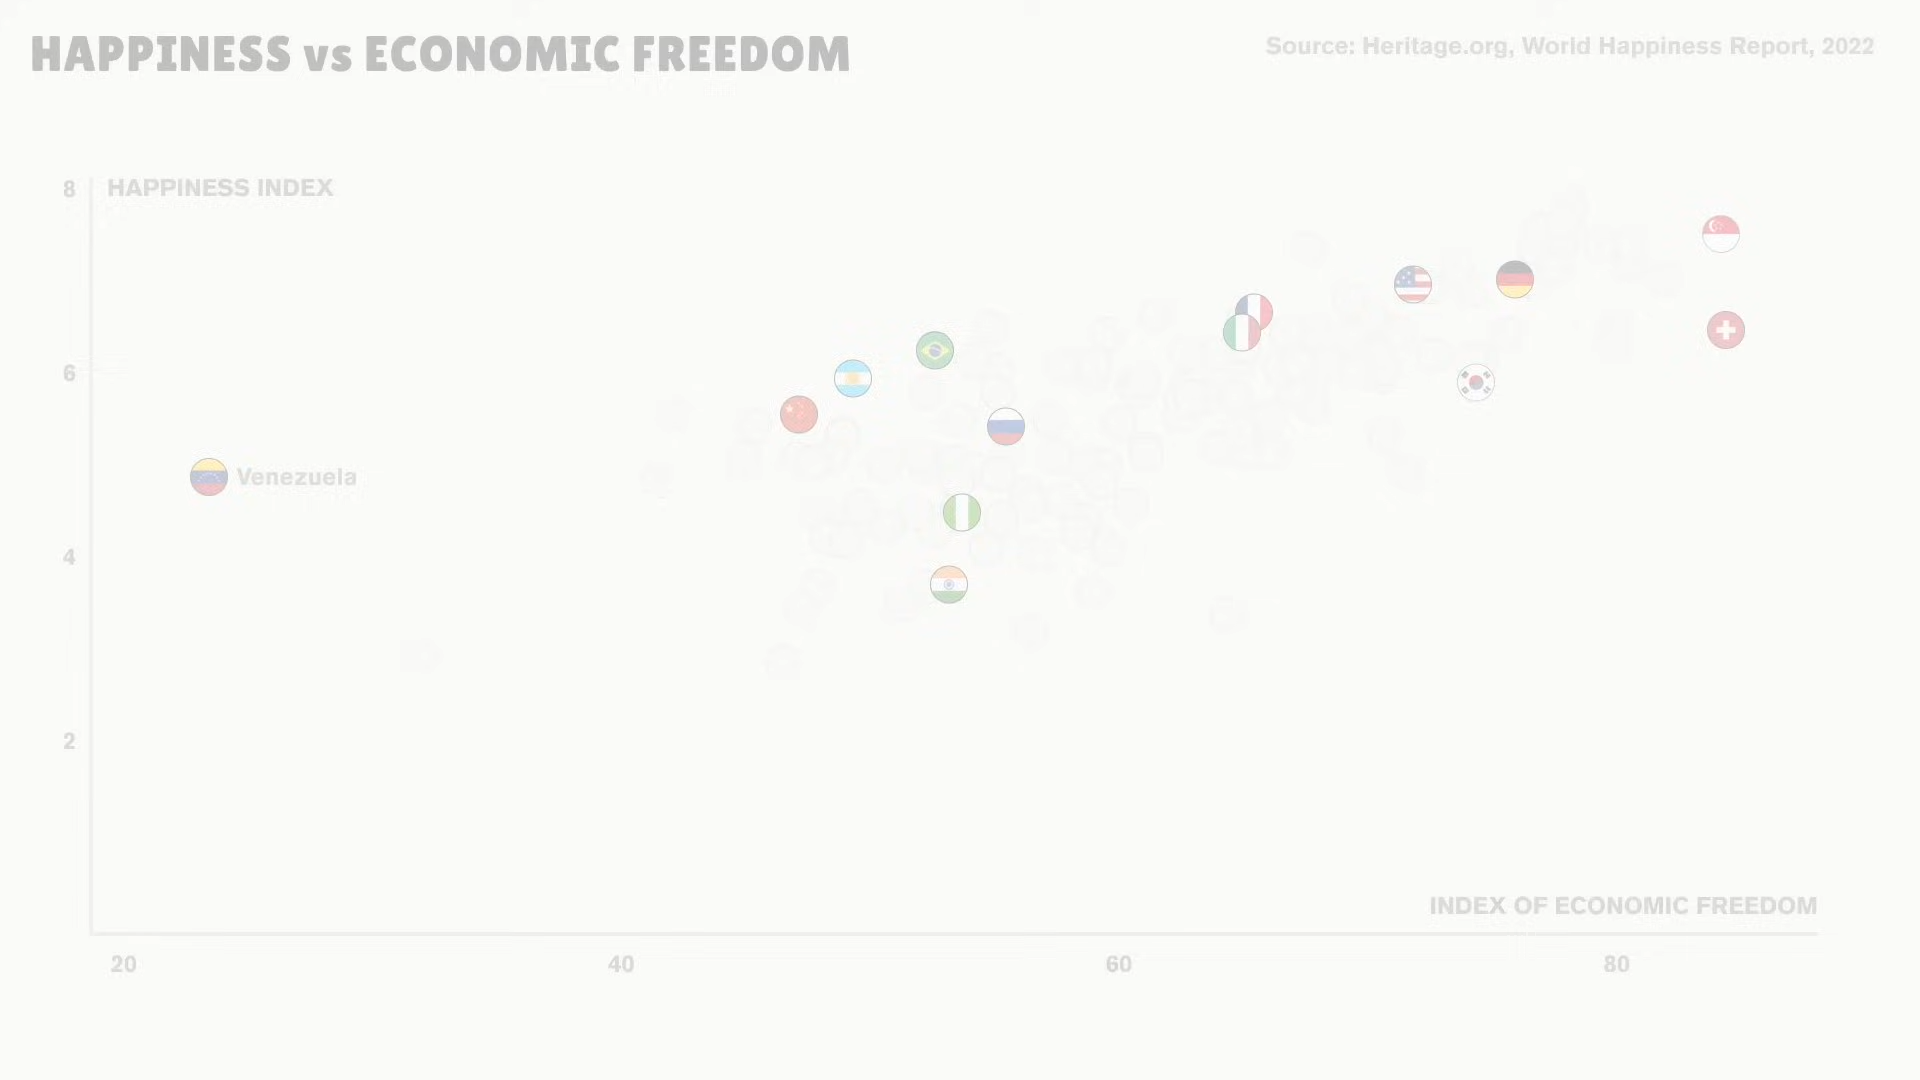 HAPPINESS vs ECONOMIC FREEDOM
Source: Heritage.org, World Happiness Report, 2022
8
HAPPINESS INDEX
6
Venezuela
4
2
INDEX OF ECONOMIC FREEDOM
20 40 60 80